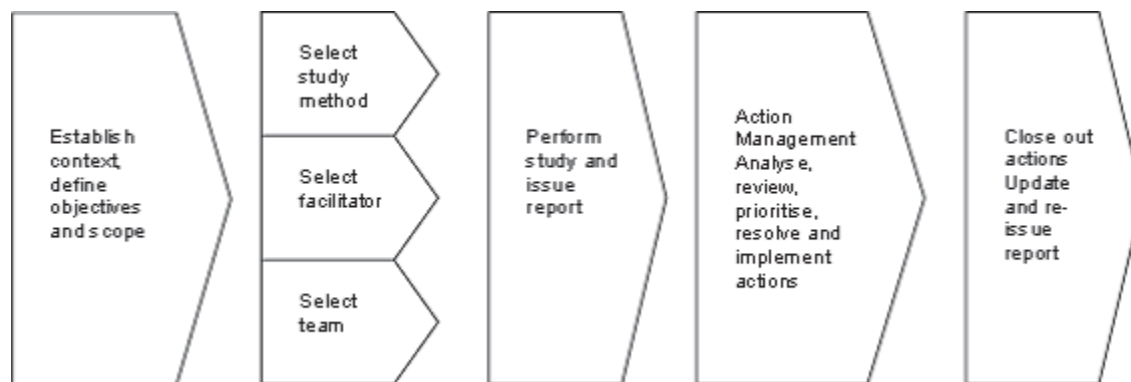 Establish
context,
define
objectives
and scope
Select
study
method
Select
facilitator
Select
team
Perform
study and
issue
report
Action
Management
Analyse,
review,
prioritise,
resolve and
implement
actions
Close out
actions
Update
and re-
issue
report